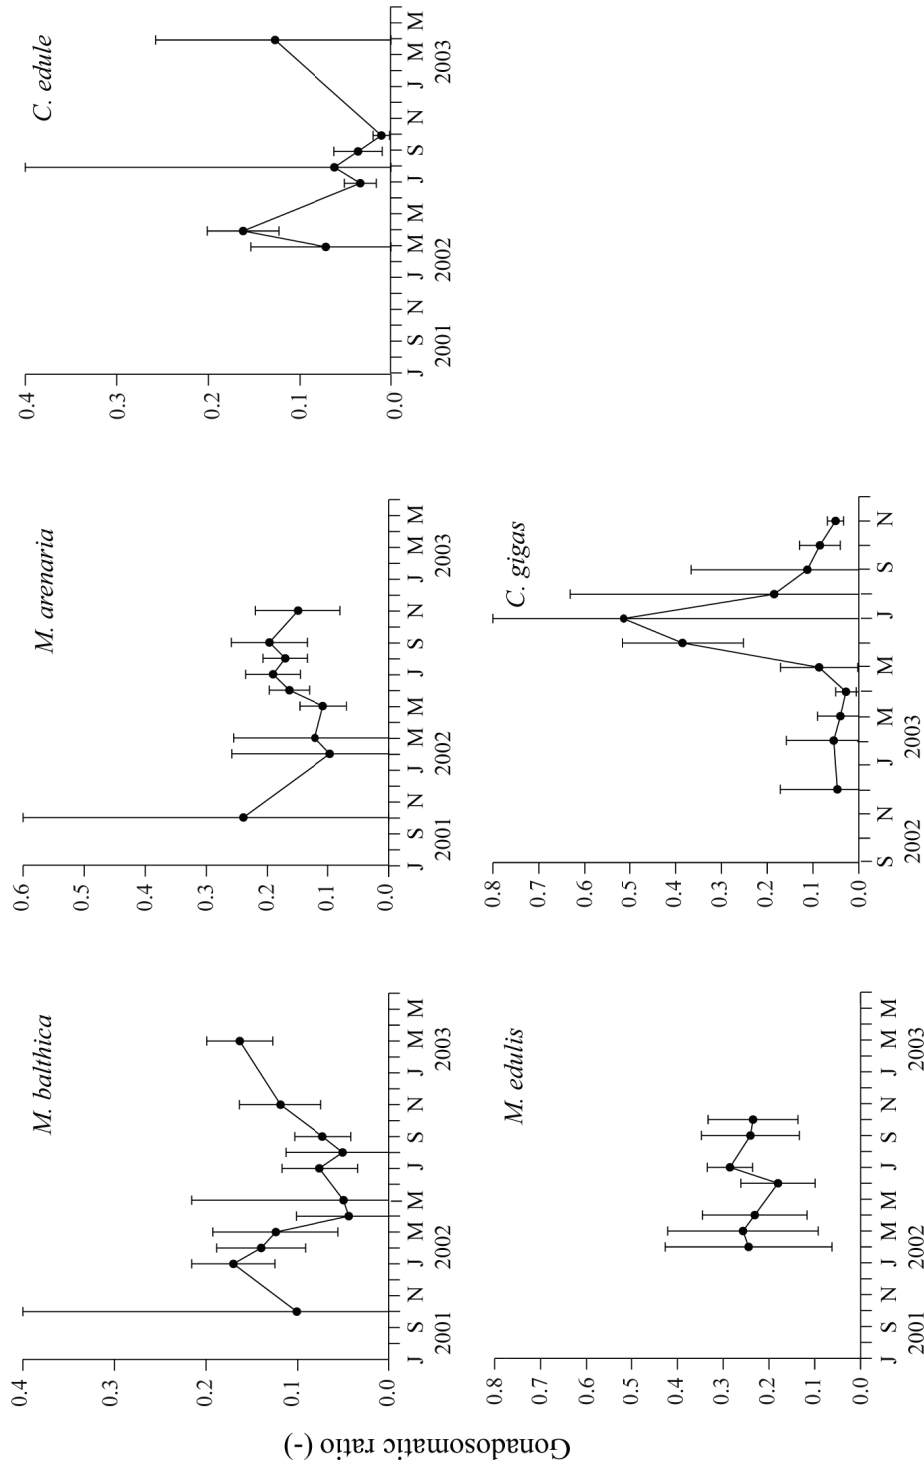 Gonadosomatic ratio (-)
M. balthica
0.4
0.3
0.2
0.1
0.0
J S N J M M J S N J M M
2001 2002 2003
M. arenaria
0.6
0.5
0.4
0.3
0.2
0.1
0.0
J S N J M M J S N J M M
2001 2002 2003
C. edule
0.4
0.3
0.2
0.1
0.0
J S N J M M J S N J M M
2001 2002 2003
M. edulis
0.8
0.7
0.6
0.5
0.4
0.3
0.2
0.1
0.0
J S N J M M J S N J M M
2001 2002 2003
C. gigas
0.8
0.7
0.6
0.5
0.4
0.3
0.2
0.1
0.0
S N J M M J S N
2002 2003